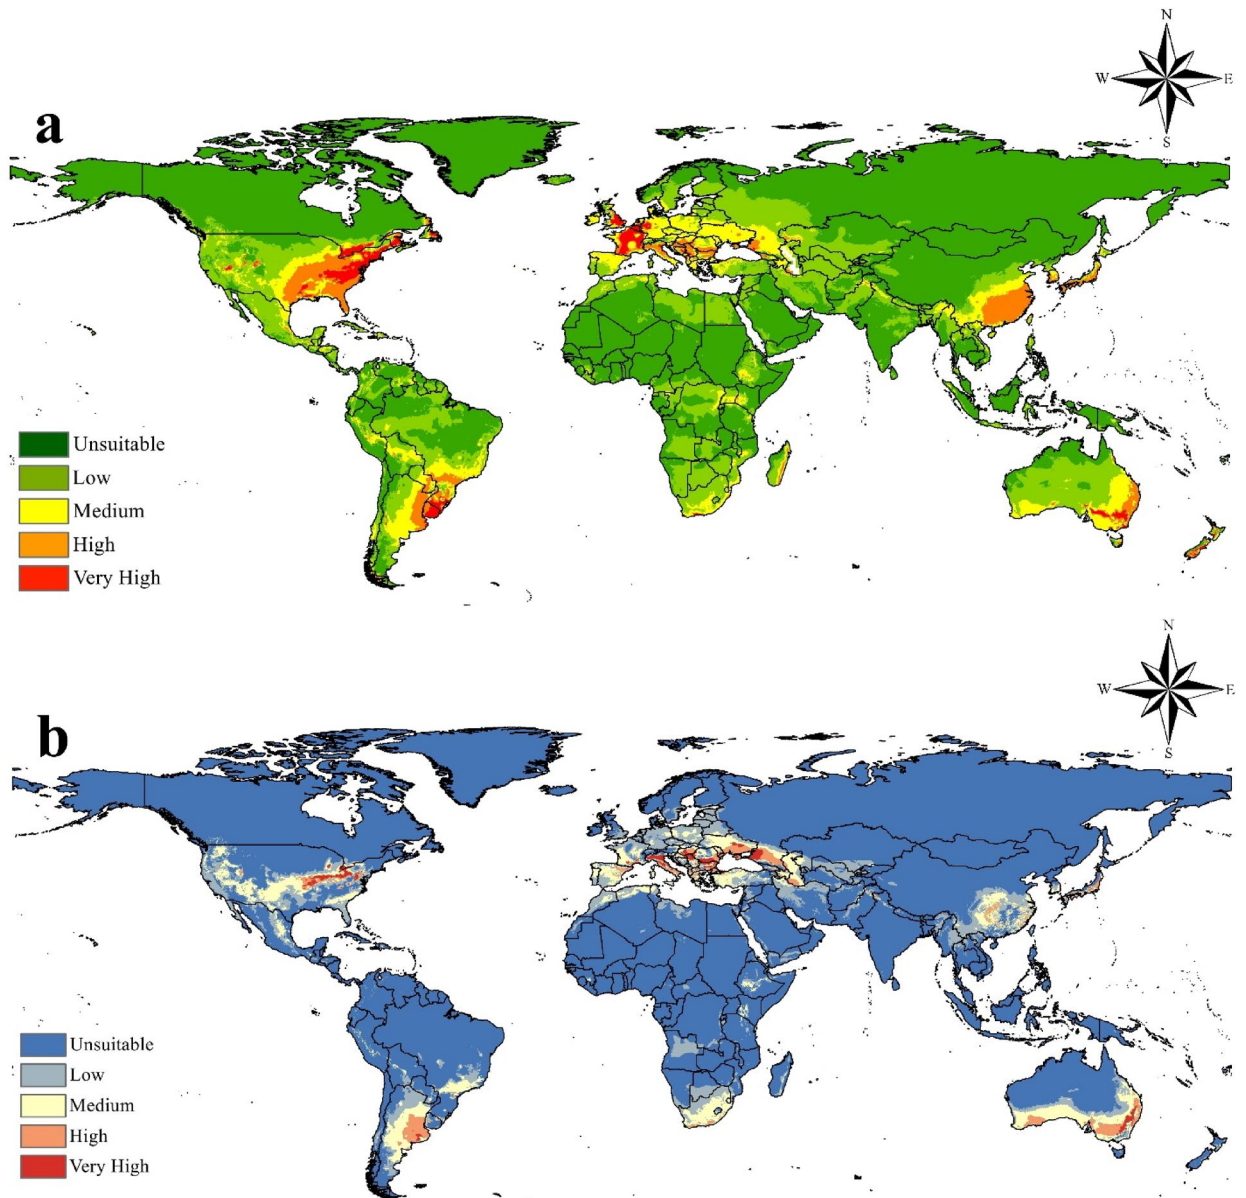 N
W E
S
a
Unsuitable
Low
Medium
High
Very High
N
W E
S
b
Unsuitable
Low
Medium
High
Very High